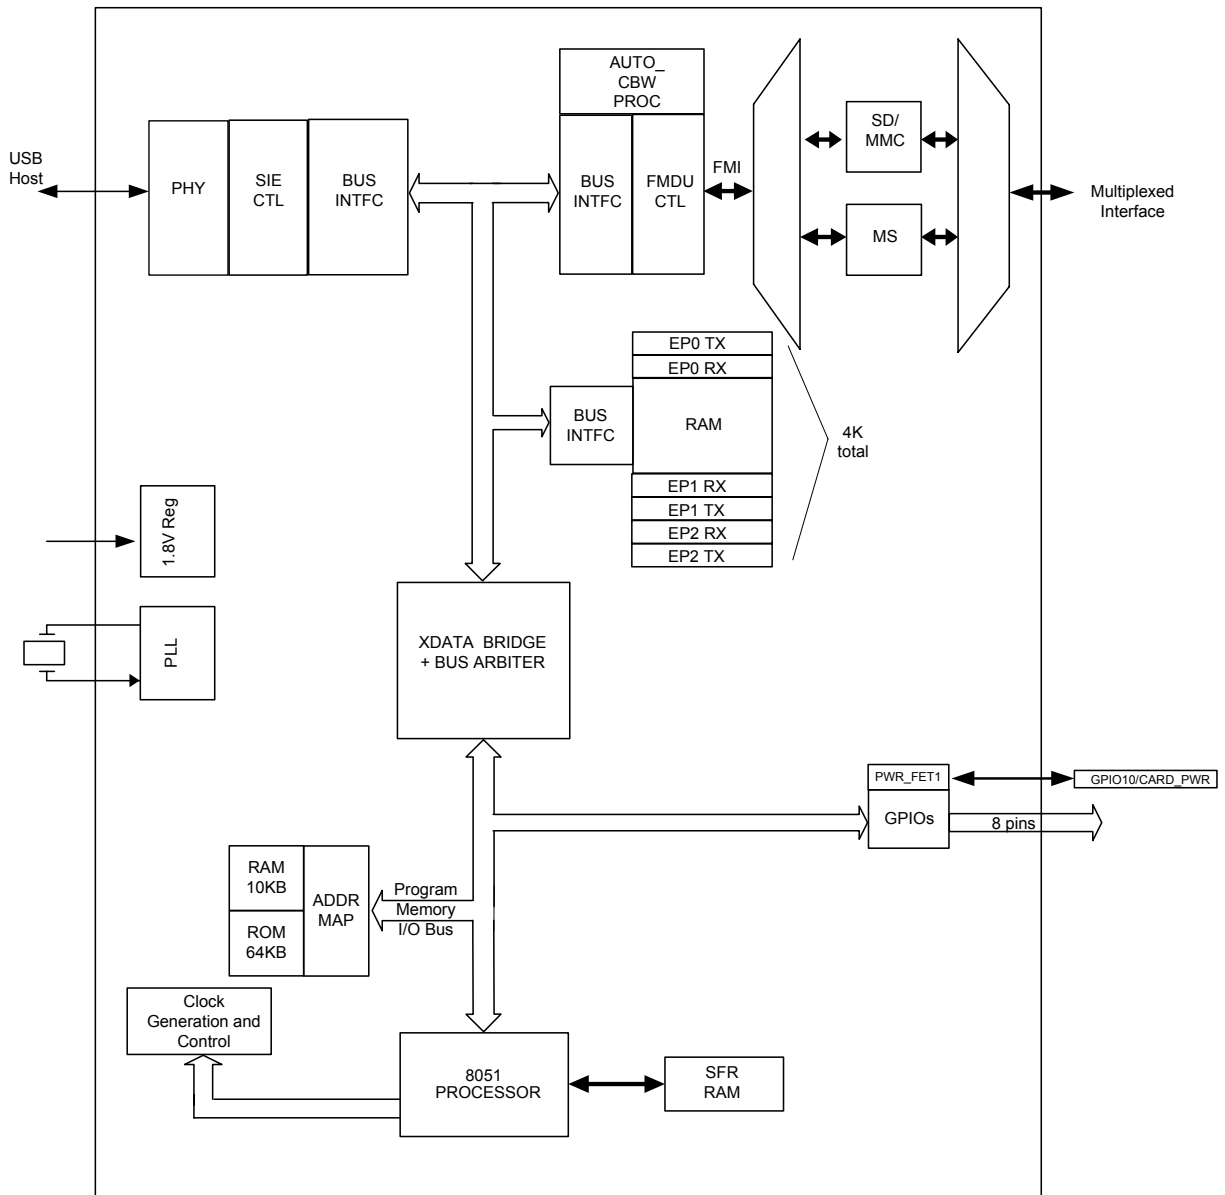 AUTO_
CBW
PROC
USB
Host
PHY
SIE
CTL
BUS
INTFC
BUS
INTFC
FMDU
CTL
FMI
SD/
MMC
MS
Multiplexed
Interface
EP0 TX
EP0 RX
BUS
INTFC
RAM
EP1 RX
EP1 TX
EP2 RX
EP2 TX
4K
total
1.8V Reg
PLL
XDATA BRIDGE
+ BUS ARBITER
PWR_FET1
GPIO10/CARD_PWR
GPIOs
8 pins
RAM
10KB
ROM
64KB
ADDR
MAP
Program
Memory
I/O Bus
Clock
Generation and
Control
8051
PROCESSOR
SFR
RAM